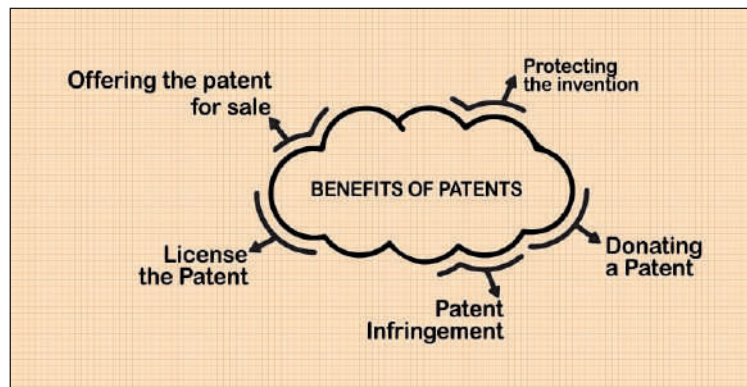 Offering the patent
for sale
Protecting
the invention
BENEFITS OF PATENTS
License
the Patent
Donating
a Patent
Patent
Infringement